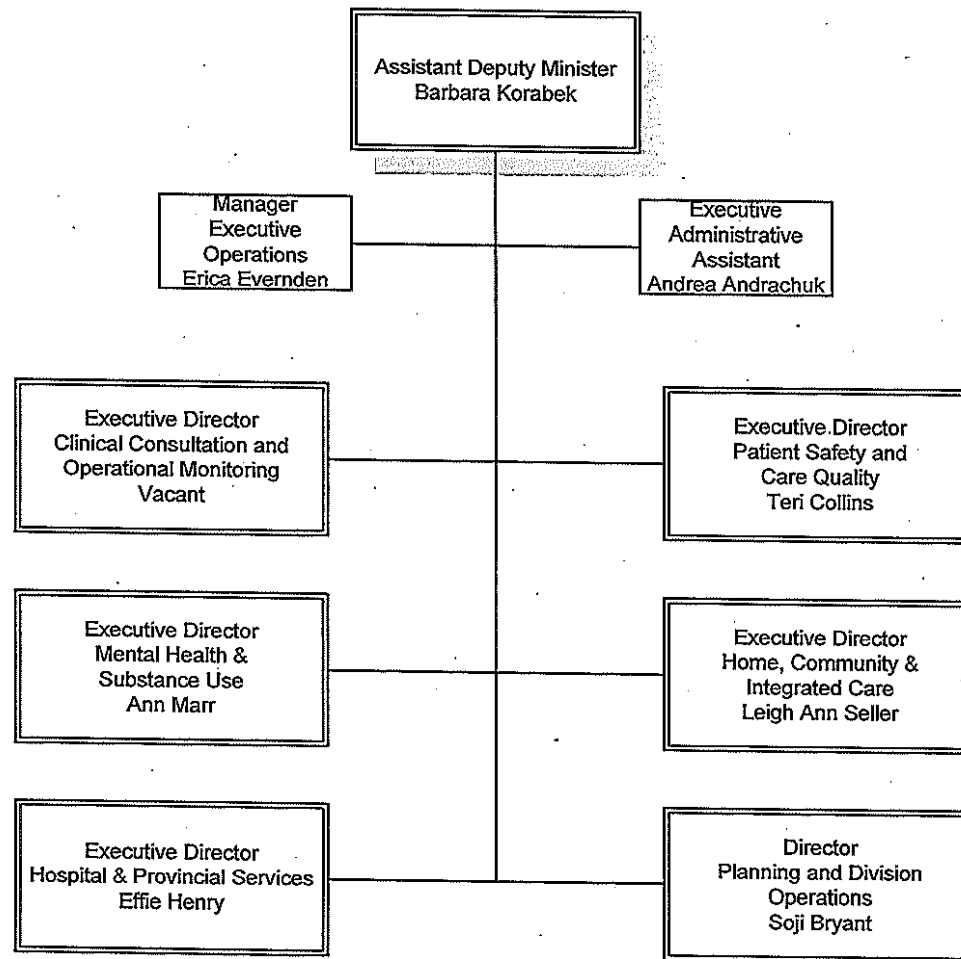 Assistant Deputy Minister
Barbara Korabek
Manager
Executive
Operations
Erica Evernden
Executive
Administrative
Assistant
Andrea Andrachuk
Executive Director
Clinical Consultation and
Operational Monitoring
Vacant
Executive Director
Patient Safety and
Care Quality
Teri Collins
Executive Director
Mental Health &
Substance Use
Ann Marr
Executive Director
Home, Community &
Integrated Care
Leigh Ann Seller
Executive Director
Hospital & Provincial Services
Effie Henry
Director
Planning and Division
Operations
Soji Bryant